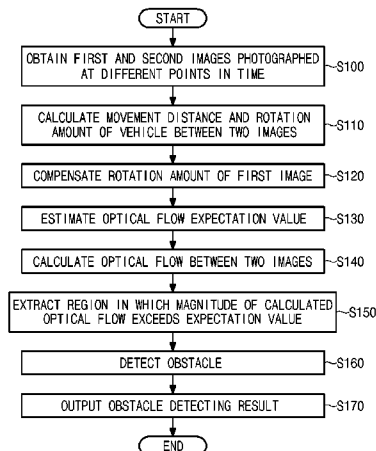 START
OBTAIN FIRST AND SECOND IMAGES PHOTOGRAPHED
AT DIFFERENT POINTS IN TIME
S100
CALCULATE MOVEMENT DISTANCE AND ROTATION
AMOUNT OF VEHICLE BETWEEN TWO IMAGES
S110
COMPENSATE ROTATION AMOUNT OF FIRST IMAGE
S120
ESTIMATE OPTICAL FLOW EXPECTATION VALUE
S130
CALCULATE OPTICAL FLOW BETWEEN TWO IMAGES
S140
EXTRACT REGION IN WHICH MAGNITUDE OF CALCULATED
OPTICAL FLOW EXCEEDS EXPECTATION VALUE
S150
DETECT OBSTACLE
S160
OUTPUT OBSTACLE DETECTING RESULT
S170
END